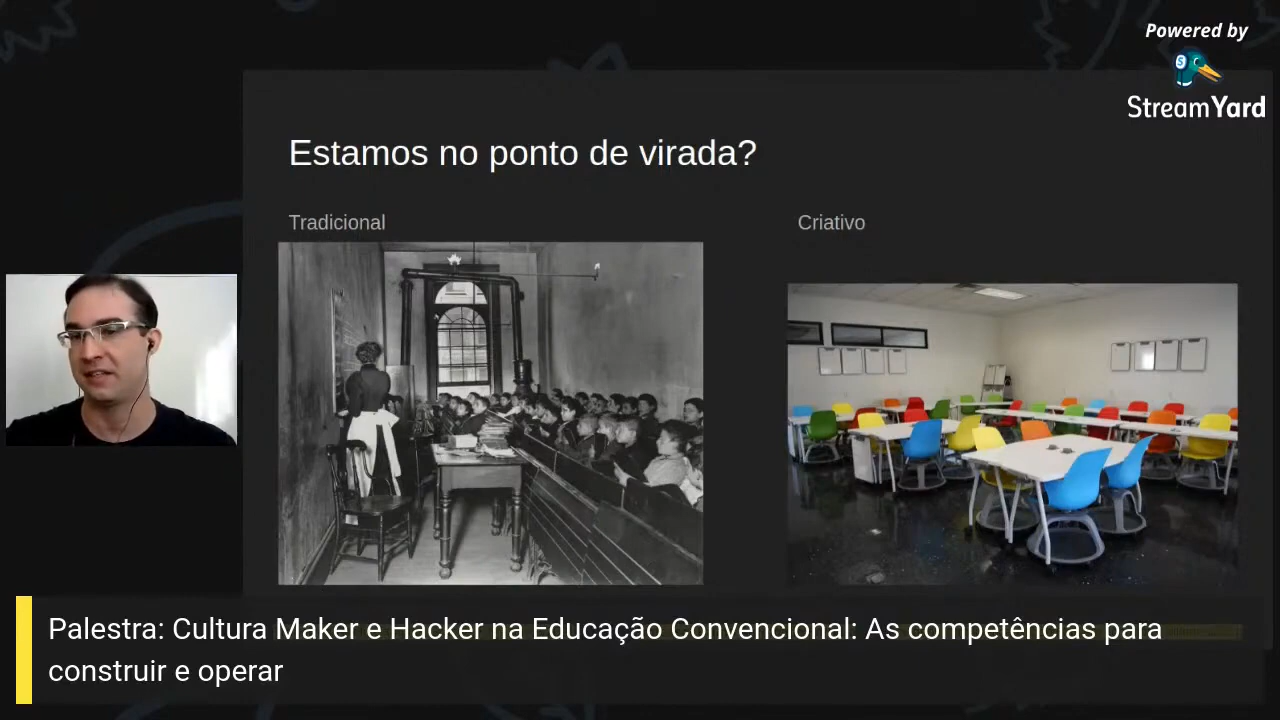 Powered by
StreamYard
Estamos no ponto de virada?
Tradicional
Criativo
Palestra: Cultura Maker e Hacker na Educação Convencional: As competências para
construir e operar